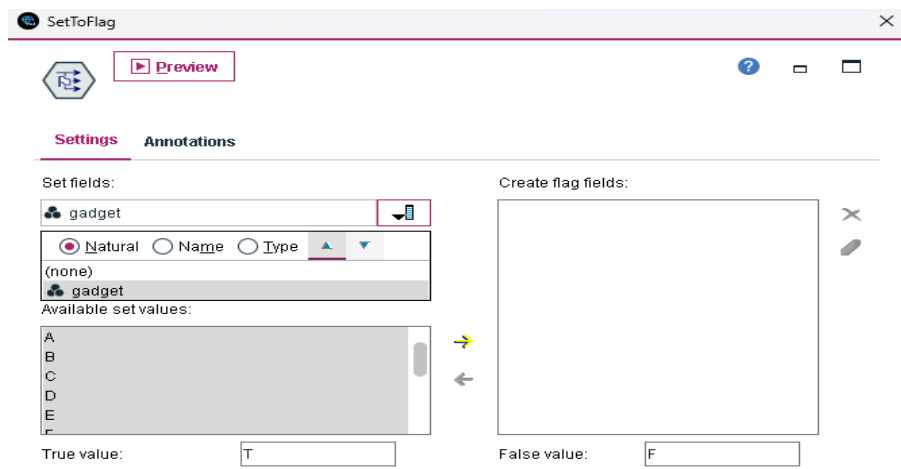 SetToFlag
Preview
?
Settings Annotations
Set fields:
gadget
Natural Name Type
(none)
gadget
Available set values:
A
B
C
D
E
True value: T
Create flag fields:
False value: F